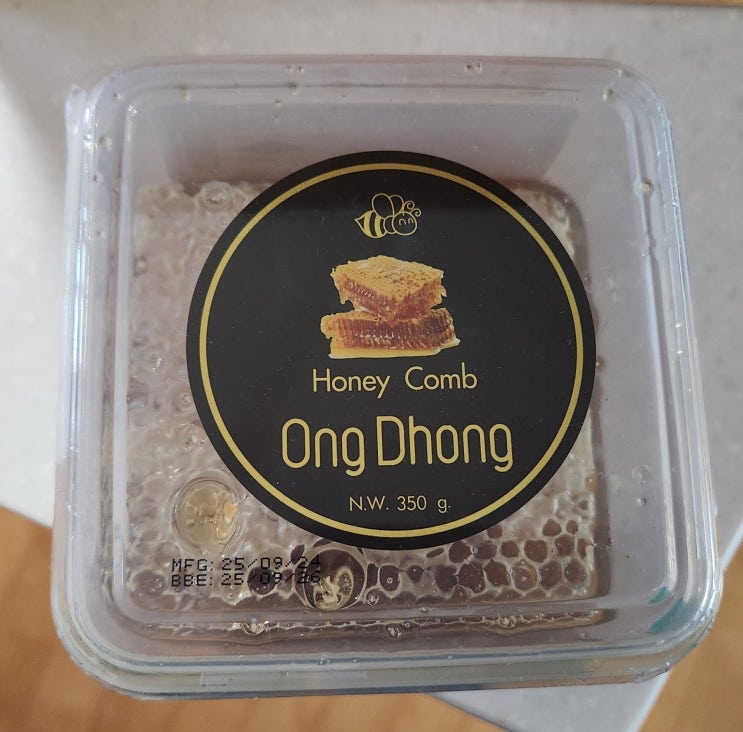 Honey Comb
Ong Dhong
N.W. 350 g.
MFG: 25/09/24
BBE: 25/09/26